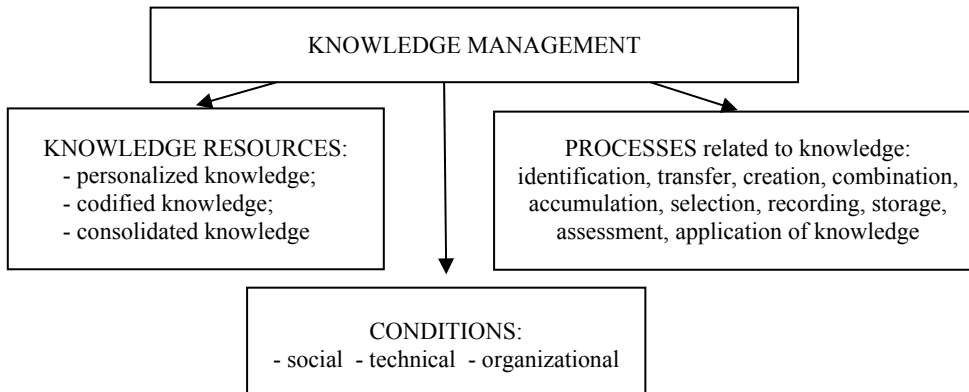 KNOWLEDGE MANAGEMENT
KNOWLEDGE RESOURCES:
- personalized knowledge;
- codified knowledge;
- consolidated knowledge
PROCESSES related to knowledge:
identification, transfer, creation, combination,
accumulation, selection, recording, storage,
assessment, application of knowledge
CONDITIONS:
- social - technical - organizational